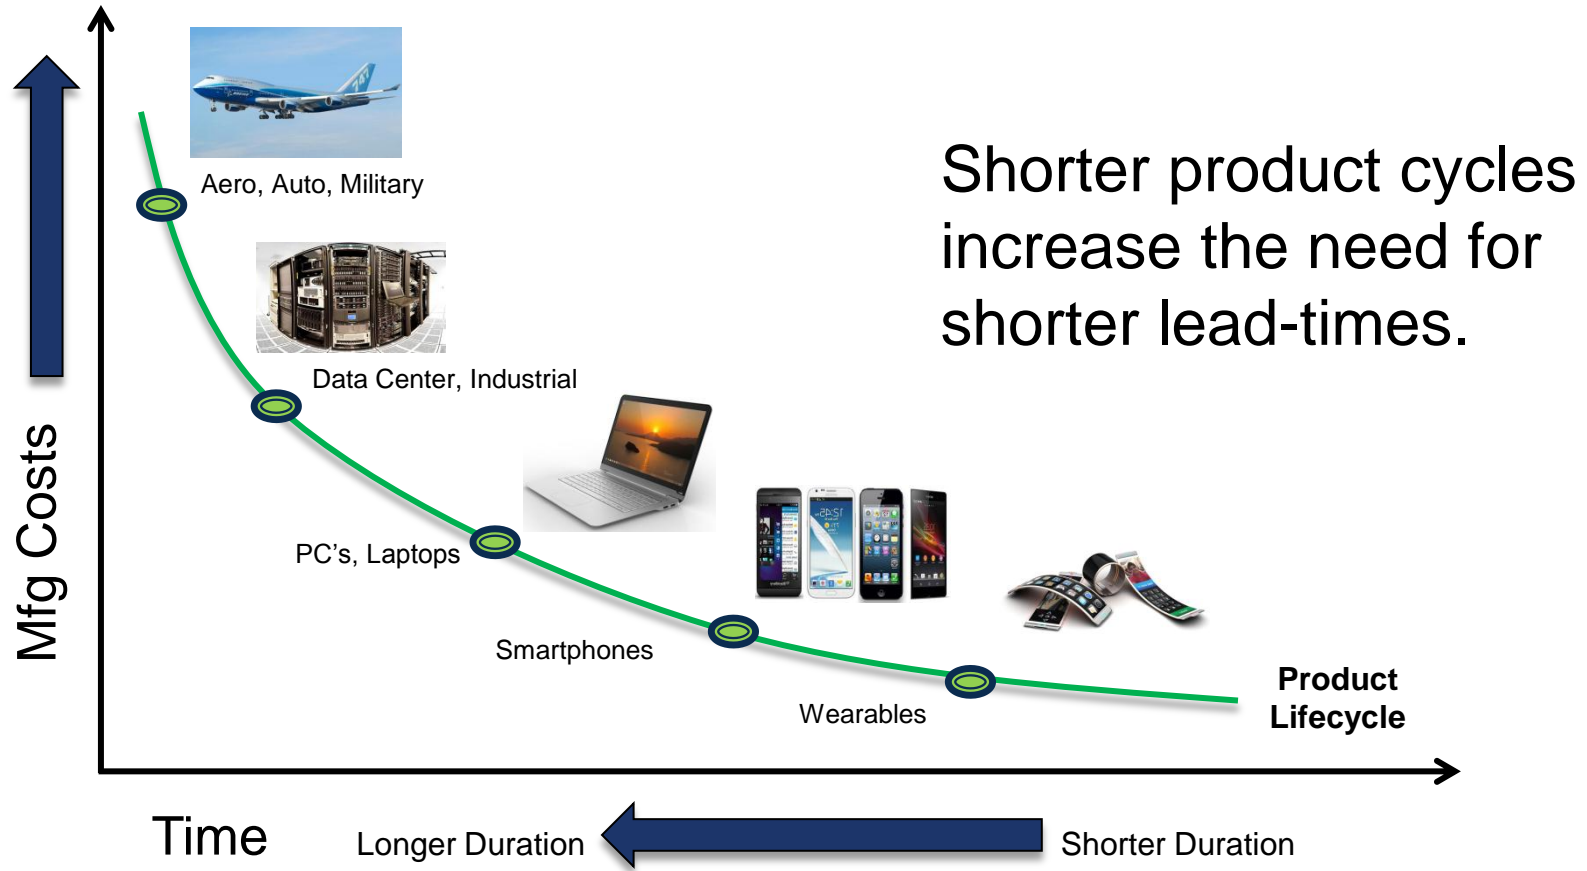 747
Aero, Auto, Military
Shorter product cycles
increase the need for
shorter lead-times.
Data Center, Industrial
Mfg Costs
PC's, Laptops
Smartphones
Wearables
Product
Lifecycle
Time
Longer Duration
Shorter Duration